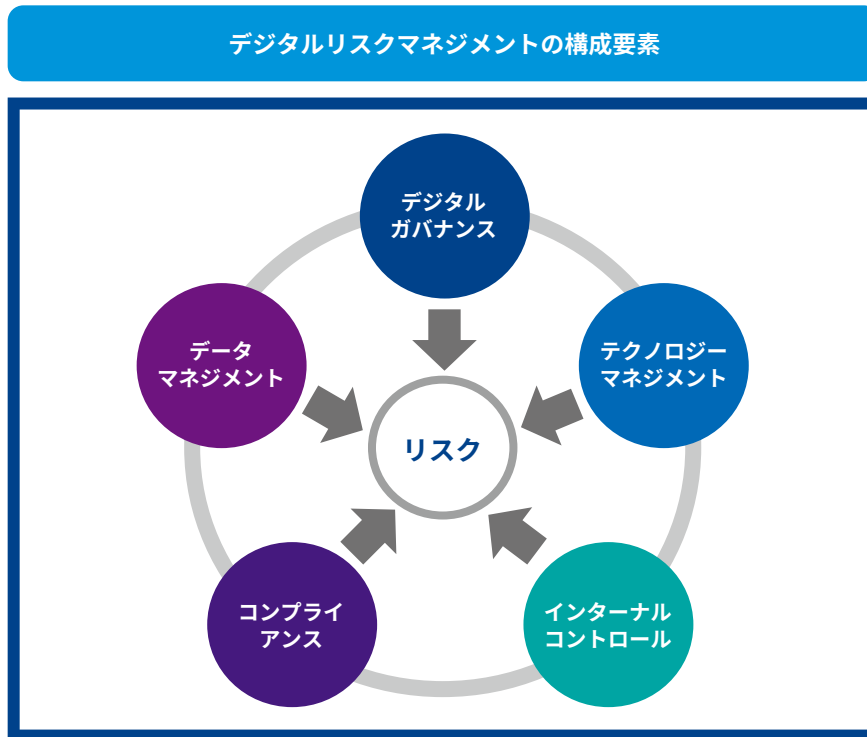 デジタルリスクマネジメントの構成要素
デジタル
ガバナンス
データ
マネジメント
テクノロジー
マネジメント
リスク
コンプライ
アンス
インターナル
コントロール